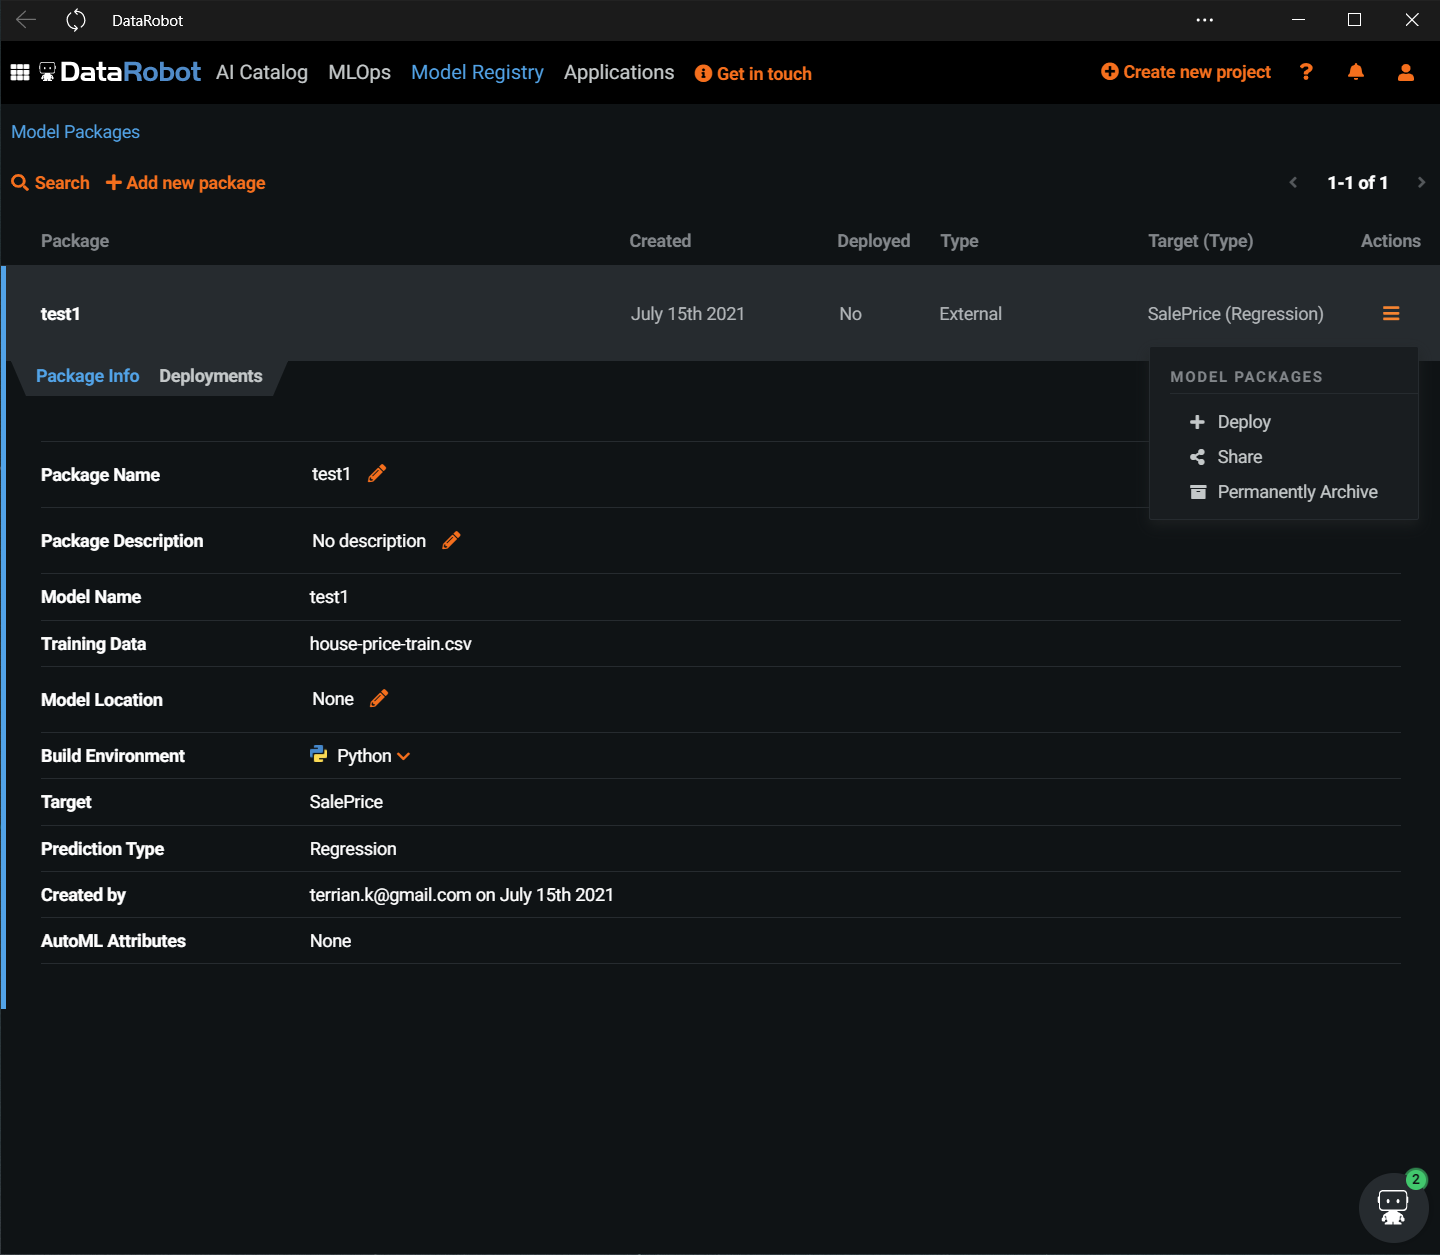 DataRobot
DataRobot AI Catalog MLOps Model Registry Applications Get in touch Create new project ?
Model Packages
Search Add new package 1-1 of 1
Package Created Deployed Type Target (Type) Actions
test1 July 15th 2021 No External SalePrice (Regression)
Package Info Deployments
MODEL PACKAGES
Deploy
Share
Permanently Archive
Package Name test1
Package Description No description
Model Name test1
Training Data house-price-train.csv
Model Location None
Build Environment Python
Target SalePrice
Prediction Type Regression
Created by terrian.k@gmail.com on July 15th 2021
AutoML Attributes None
2